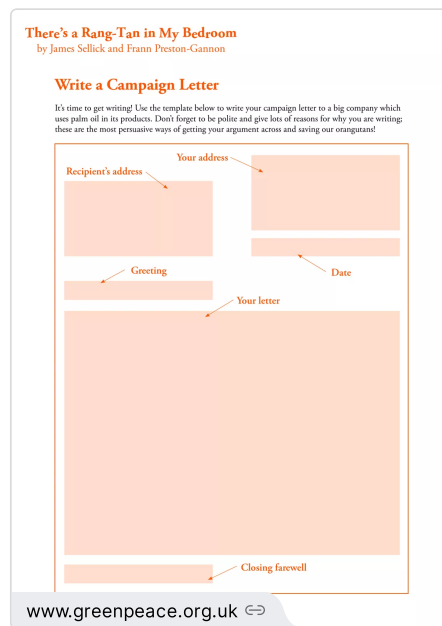 There's a Rang-Tan in My Bedroom
by James Sellick and Frann Preston-Gannon
Write a Campaign Letter
It's time to get writing! Use the template below to write your campaign letter to a big company which
uses palm oil in its products. Don't forget to be polite and give lots of reasons for why you are writing;
these are the most persuasive ways of getting your argument across and saving our orangutans!
Your address
Recipient's address
Greeting
Date
Your letter
Closing farewell
www.greenpeace.org.uk